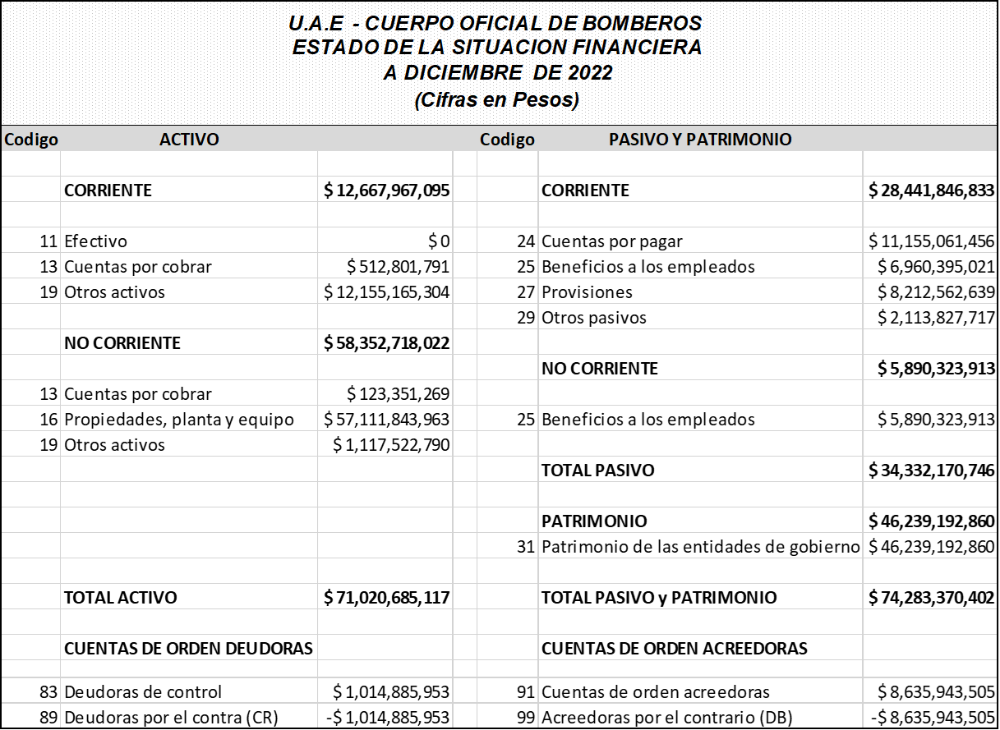 U.A.E - CUERPO OFICIAL DE BOMBEROS
ESTADO DE LA SITUACION FINANCIERA
A DICIEMBRE DE 2022
(Cifras en Pesos)
Codigo ACTIVO Codigo PASIVO Y PATRIMONIO
CORRIENTE $ 12,667,967,095 CORRIENTE $ 28,441,846,833
11 Efectivo $ 0 24 Cuentas por pagar $ 11,155,061,456
13 Cuentas por cobrar $ 512,801,791 25 Beneficios a los empleados $ 6,960,395,021
19 Otros activos $ 12,155,165,304 27 Provisiones $ 8,212,562,639
29 Otros pasivos $ 2,113,827,717
NO CORRIENTE $ 58,352,718,022
NO CORRIENTE $ 5,890,323,913
13 Cuentas por cobrar $ 123,351,269
16 Propiedades, planta y equipo $ 57,111,843,963 25 Beneficios a los empleados $ 5,890,323,913
19 Otros activos $ 1,117,522,790
TOTAL PASIVO $ 34,332,170,746
PATRIMONIO $ 46,239,192,860
31 Patrimonio de las entidades de gobierno $ 46,239,192,860
TOTAL ACTIVO $ 71,020,685,117 TOTAL PASIVO y PATRIMONIO $ 74,283,370,402
CUENTAS DE ORDEN DEUDORAS CUENTAS DE ORDEN ACREEDORAS
83 Deudoras de control $ 1,014,885,953 91 Cuentas de orden acreedoras $ 8,635,943,505
89 Deudoras por el contra (CR) -$ 1,014,885,953 99 Acreedoras por el contrario (DB) -$ 8,635,943,505